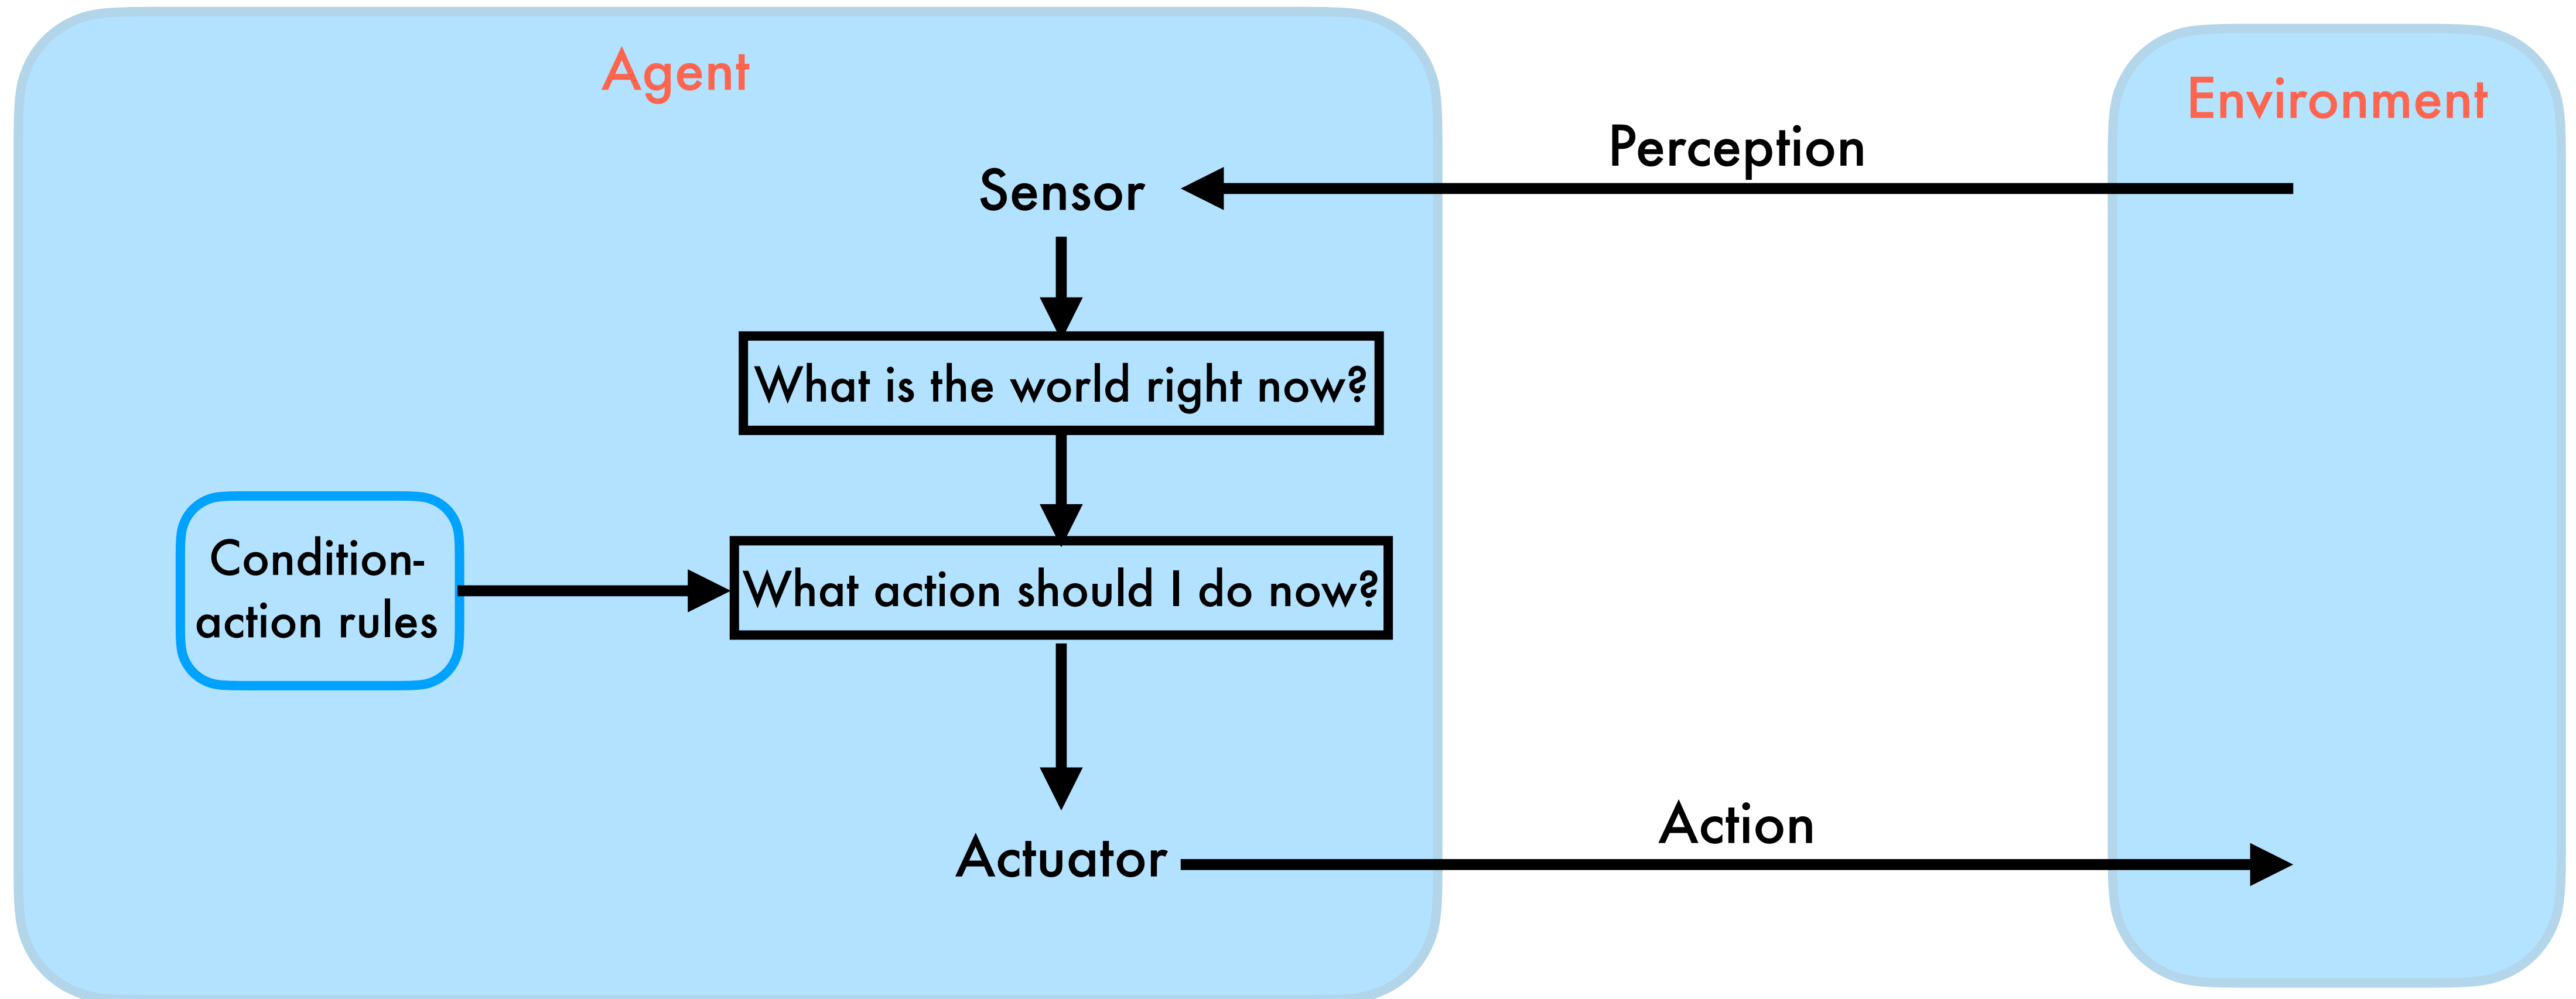 Agent
Environment
Perception
Sensor
What is the world right now?
Condition-
action rules
What action should I do now?
Action
Actuator